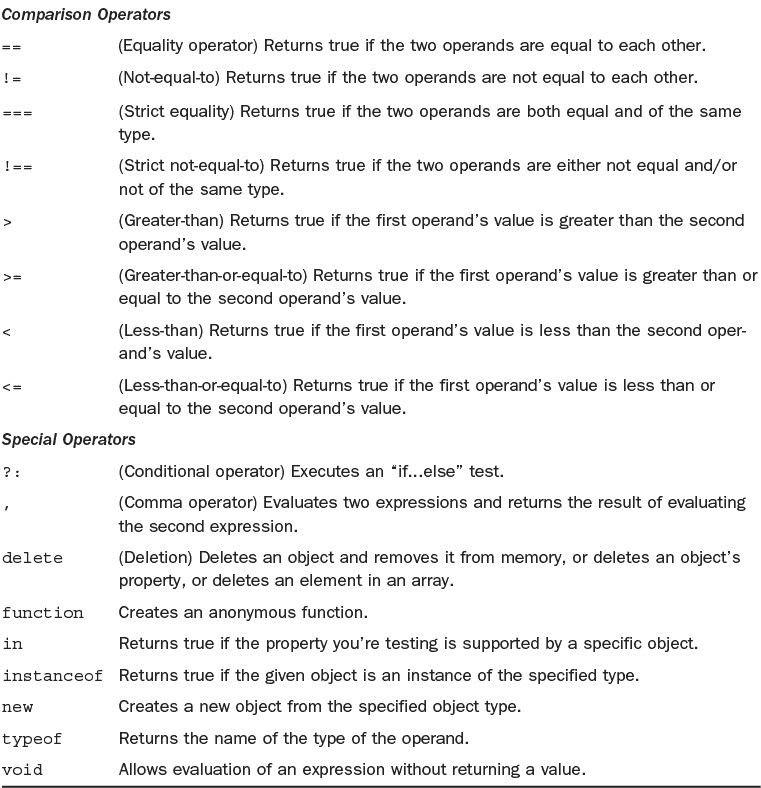 Comparison Operators
== (Equality operator) Returns true if the two operands are equal to each other.
!= (Not-equal-to) Returns true if the two operands are not equal to each other.
=== (Strict equality) Returns true if the two operands are both equal and of the same
type.
!== (Strict not-equal-to) Returns true if the two operands are either not equal and/or
not of the same type.
> (Greater-than) Returns true if the first operand’s value is greater than the second
operand’s value.
>= (Greater-than-or-equal-to) Returns true if the first operand’s value is greater than or
equal to the second operand’s value.
< (Less-than) Returns true if the first operand’s value is less than the second oper-
and’s value.
<= (Less-than-or-equal-to) Returns true if the first operand’s value is less than or
equal to the second operand’s value.
Special Operators
?: (Conditional operator) Executes an “if...else” test.
, (Comma operator) Evaluates two expressions and returns the result of evaluating
the second expression.
delete (Deletion) Deletes an object and removes it from memory, or deletes an object’s
property, or deletes an element in an array.
function Creates an anonymous function.
in Returns true if the property you’re testing is supported by a specific object.
instanceof Returns true if the given object is an instance of the specified type.
new Creates a new object from the specified object type.
typeof Returns the name of the type of the operand.
void Allows evaluation of an expression without returning a value.